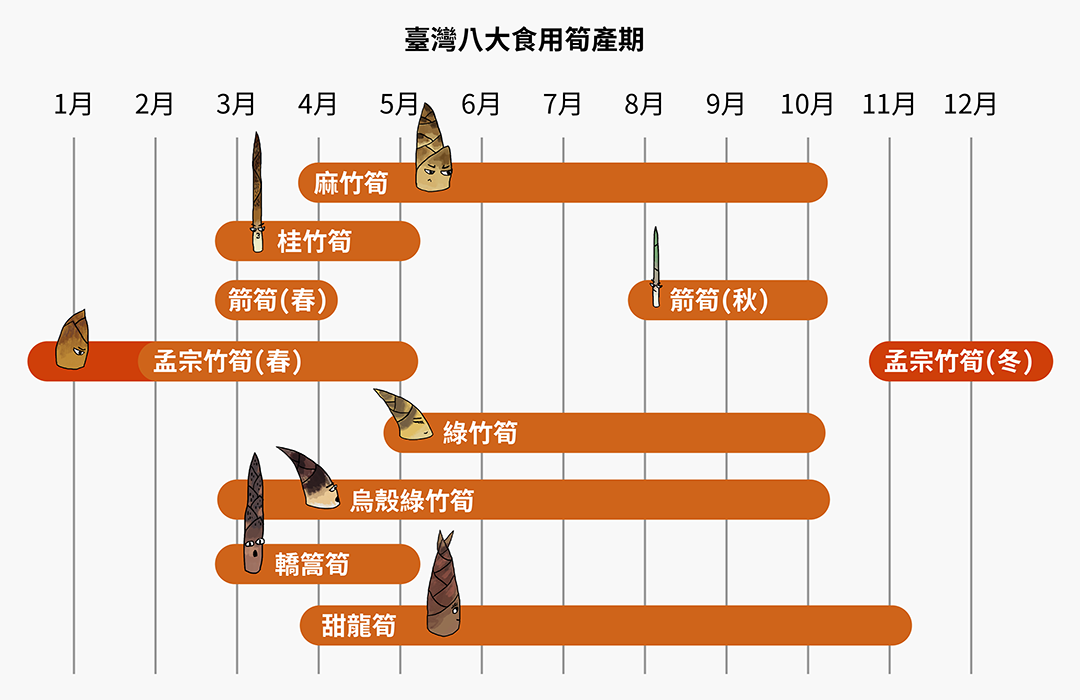 臺灣八大食用筍產期
1月 2月 3月 4月 5月 6月 7月 8月 9月 10月 11月 12月
麻竹筍
桂竹筍
箭筍(春) 箭筍(秋)
孟宗竹筍(春) 孟宗竹筍(冬)
綠竹筍
烏殼綠竹筍
轎篙筍
甜龍筍